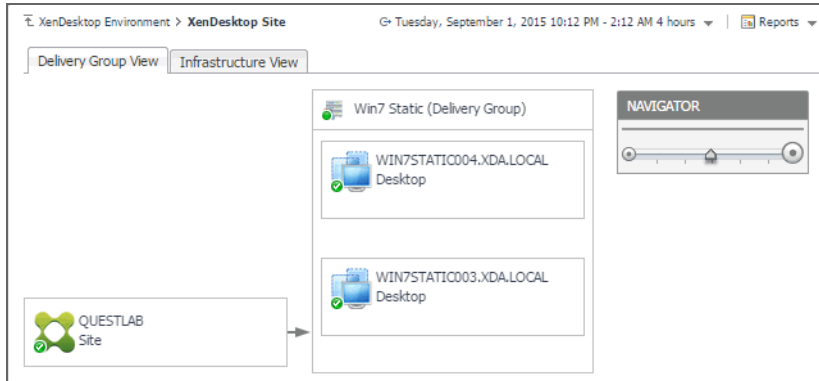 XenDesktop Environment > XenDesktop Site
Tuesday, September 1, 2015 10:12 PM - 2:12 AM 4 hours
Reports
Delivery Group View
Infrastructure View
Win7 Static (Delivery Group)
NAVIGATOR
WIN7STATIC004.XDA.LOCAL
Desktop
WIN7STATIC003.XDA.LOCAL
Desktop
QUESTLAB
Site